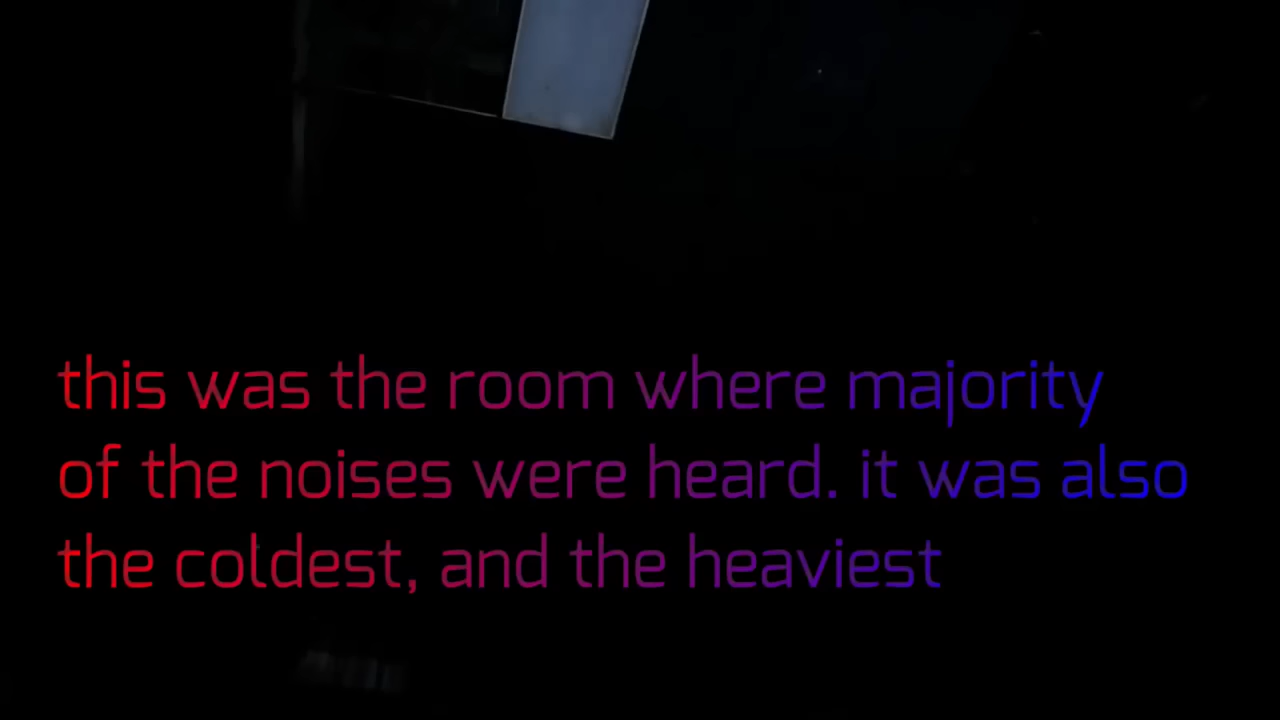 this was the room where majority
of the noises were heard. it was also
the coldest, and the heaviest